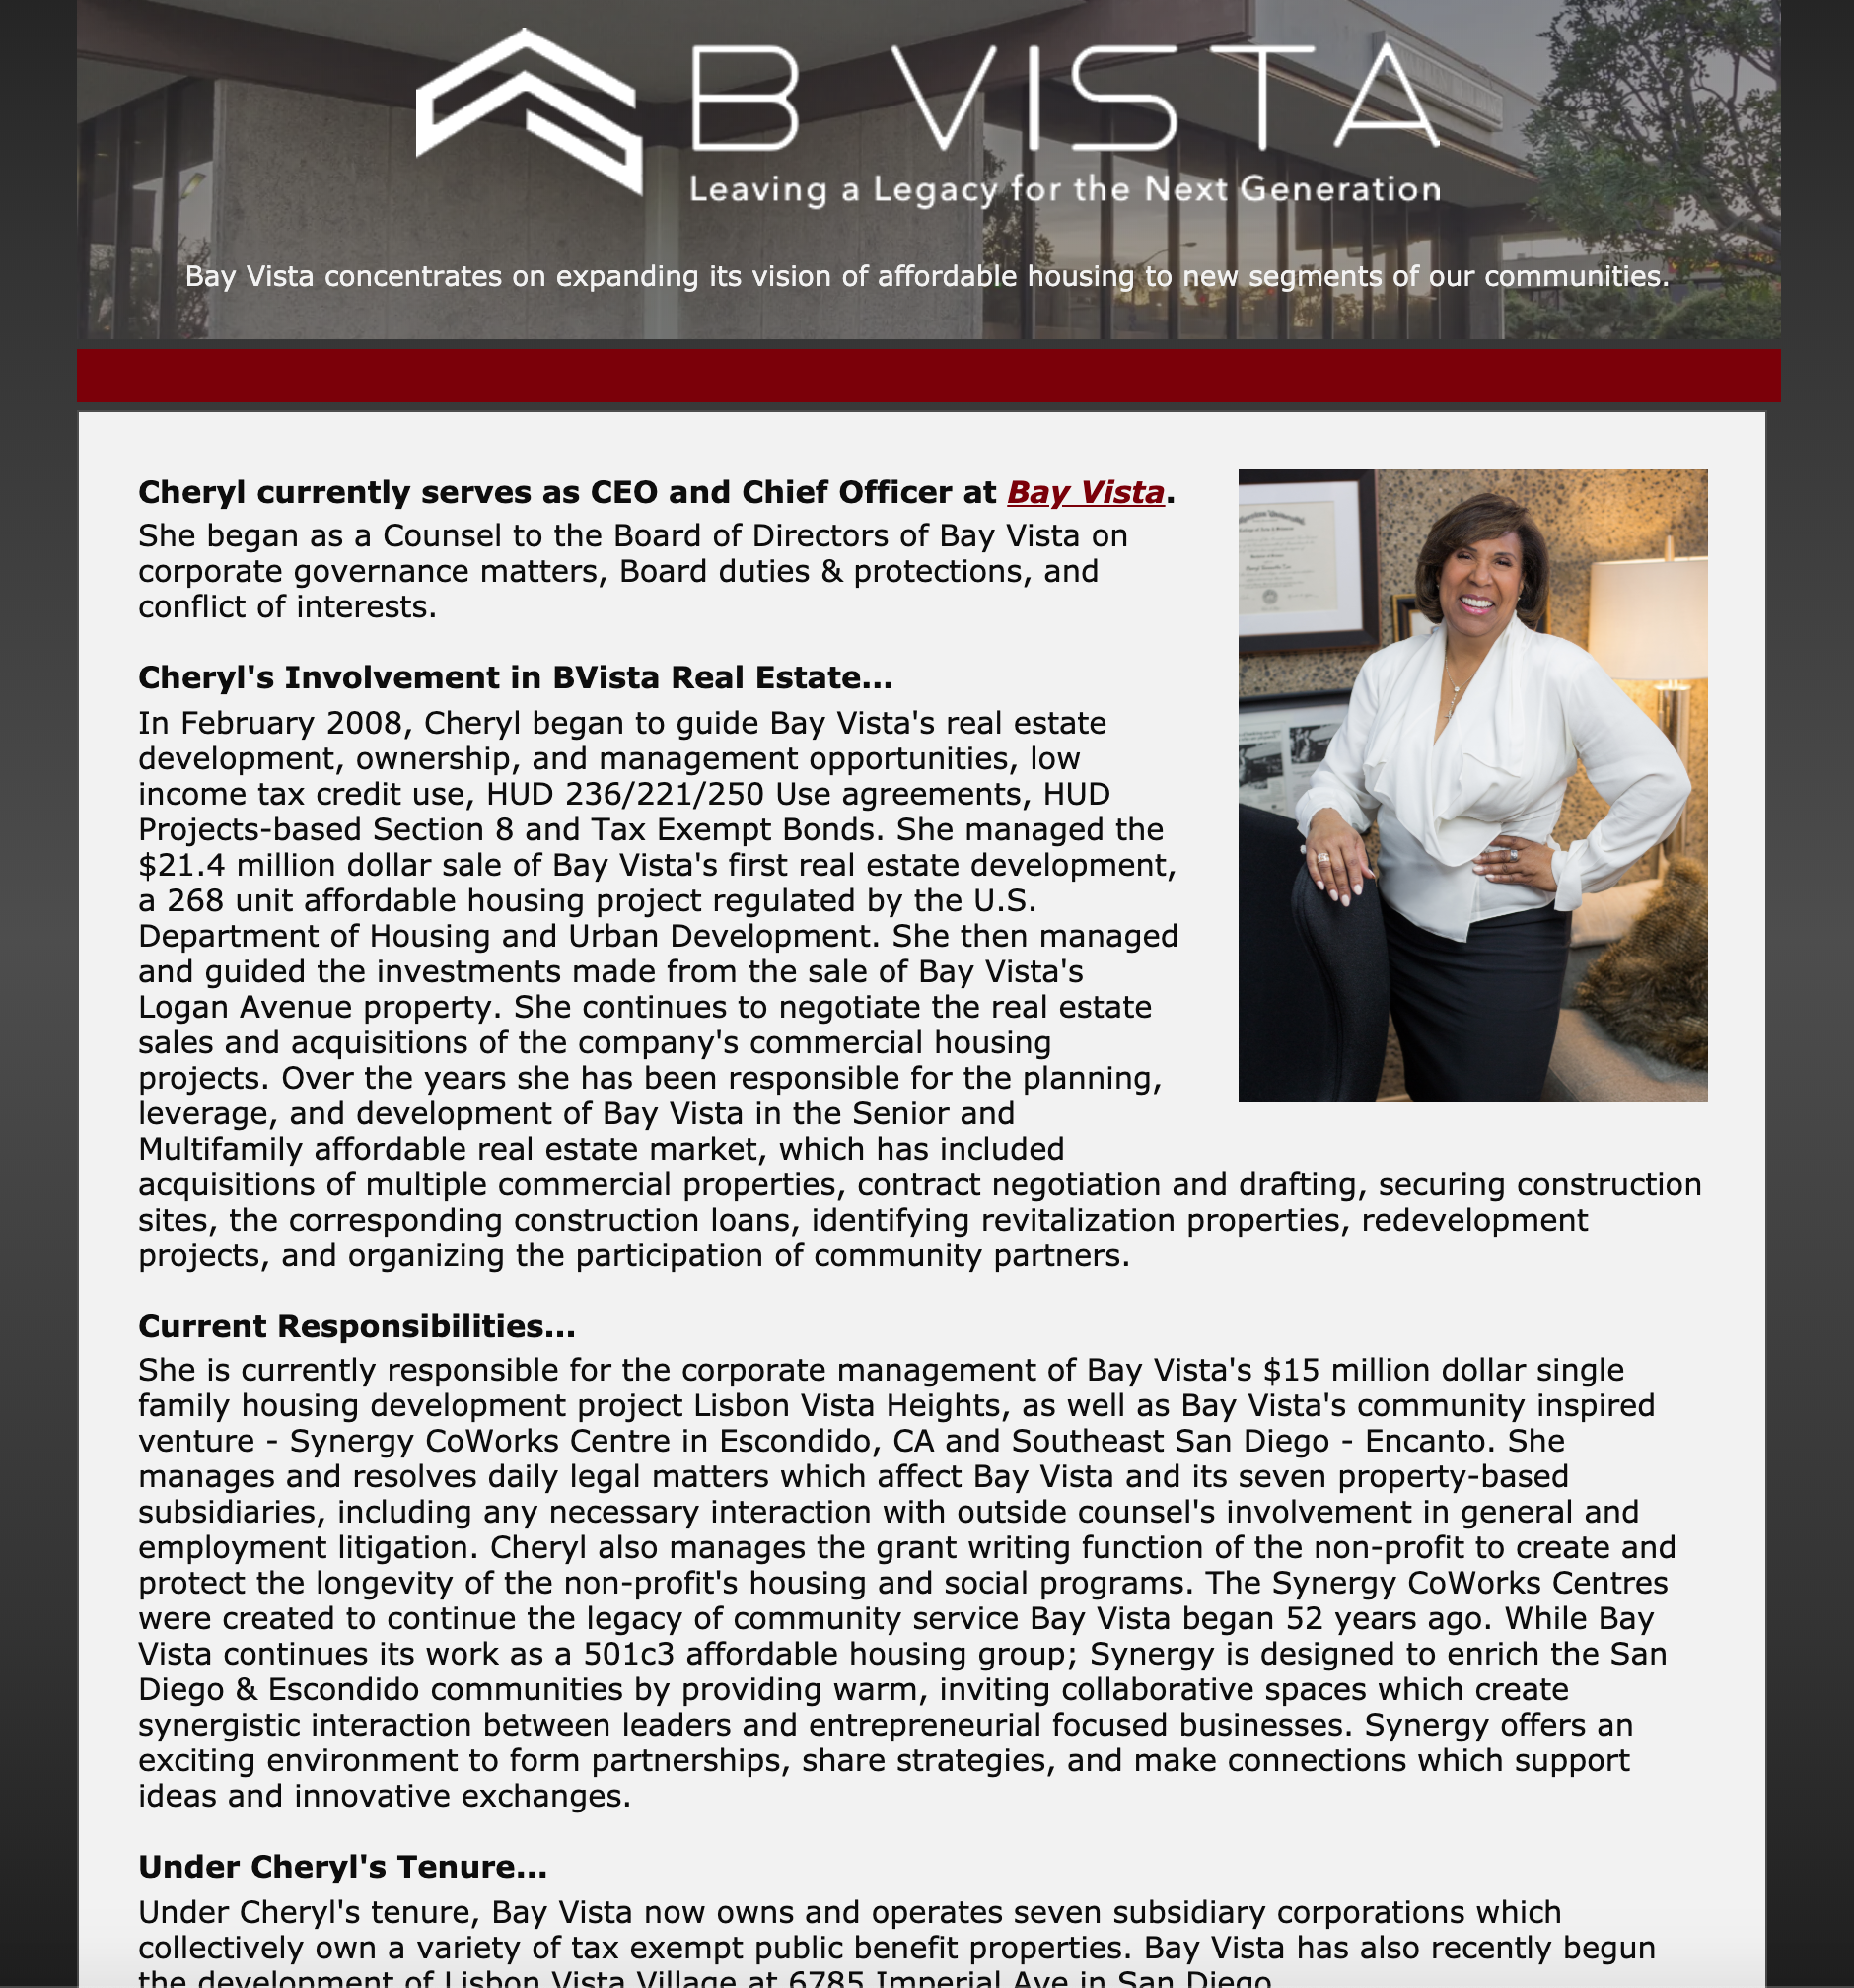 B VISTA
Leaving a Legacy for the Next Generation
Bay Vista concentrates on expanding its vision of affordable housing to new segments of our communities.
Cheryl currently serves as CEO and Chief Officer at Bay Vista.
She began as a Counsel to the Board of Directors of Bay Vista on
corporate governance matters, Board duties & protections, and
conflict of interests.
Cheryl's Involvement in BVista Real Estate...
In February 2008, Cheryl began to guide Bay Vista's real estate
development, ownership, and management opportunities, low
income tax credit use, HUD 236/221/250 Use agreements, HUD
Projects-based Section 8 and Tax Exempt Bonds. She managed the
$21.4 million dollar sale of Bay Vista's first real estate development,
a 268 unit affordable housing project regulated by the U.S.
Department of Housing and Urban Development. She then managed
and guided the investments made from the sale of Bay Vista's
Logan Avenue property. She continues to negotiate the real estate
sales and acquisitions of the company's commercial housing
projects. Over the years she has been responsible for the planning,
leverage, and development of Bay Vista in the Senior and
Multifamily affordable real estate market, which has included
acquisitions of multiple commercial properties, contract negotiation and drafting, securing construction
sites, the corresponding construction loans, identifying revitalization properties, redevelopment
projects, and organizing the participation of community partners.
Current Responsibilities...
She is currently responsible for the corporate management of Bay Vista's $15 million dollar single
family housing development project Lisbon Vista Heights, as well as Bay Vista's community inspired
venture - Synergy CoWorks Centre in Escondido, CA and Southeast San Diego - Encanto. She
manages and resolves daily legal matters which affect Bay Vista and its seven property-based
subsidiaries, including any necessary interaction with outside counsel's involvement in general and
employment litigation. Cheryl also manages the grant writing function of the non-profit to create and
protect the longevity of the non-profit's housing and social programs. The Synergy CoWorks Centres
were created to continue the legacy of community service Bay Vista began 52 years ago. While Bay
Vista continues its work as a 501c3 affordable housing group; Synergy is designed to enrich the San
Diego & Escondido communities by providing warm, inviting collaborative spaces which create
synergistic interaction between leaders and entrepreneurial focused businesses. Synergy offers an
exciting environment to form partnerships, share strategies, and make connections which support
ideas and innovative exchanges.
Under Cheryl's Tenure...
Under Cheryl's tenure, Bay Vista now owns and operates seven subsidiary corporations which
collectively own a variety of tax exempt public benefit properties. Bay Vista has also recently begun
the development of Lisbon Vista Village at 6785 Imperial Ave in San Diego.